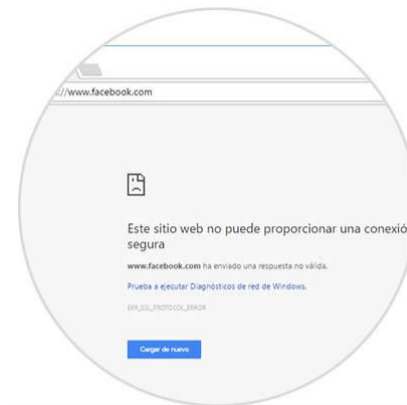 ://www.facebook.com
Este sitio web no puede proporcionar una conexió
segura
www.facebook.com ha enviado una respuesta no válida.
Prueba a ejecutar Diagnósticos de red de Windows.
ERR_SSL_PROTOCOL_ERROR
Cargar de nuevo